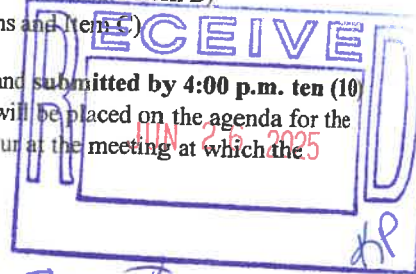 ns and Item C)
RECEIVED
and submitted by 4:00 p.m. ten (10)
will be placed on the agenda for the
JUN 26 2025
ur at the meeting at which the